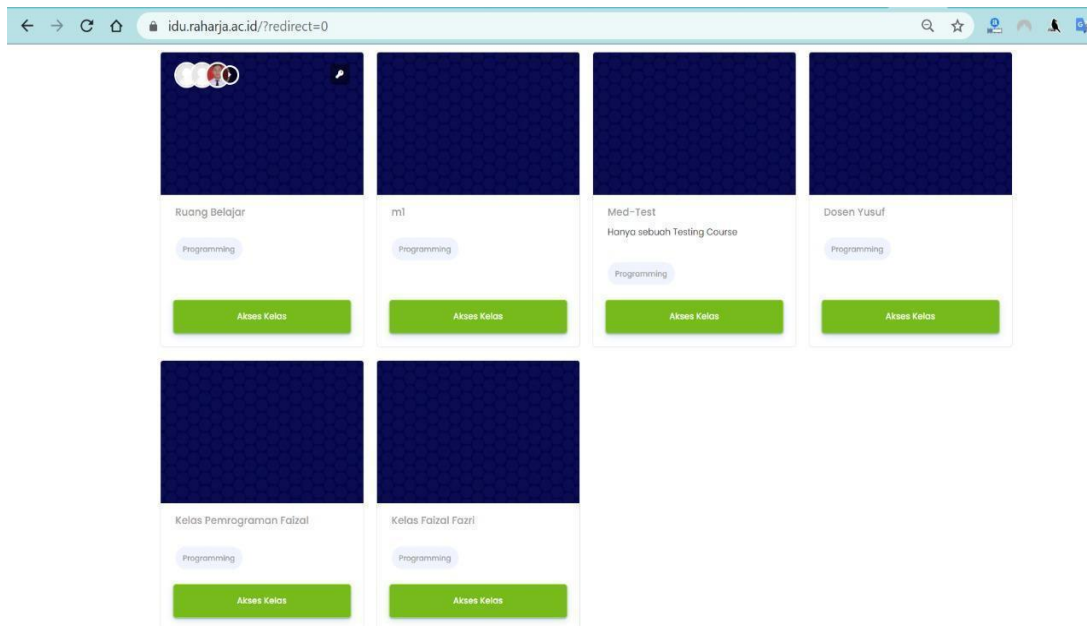 idu.raharja.ac.id/?redirect=0
Ruang Belajar
Programming
Akses Kelas
m1
Programming
Akses Kelas
Med-Test
Hanya sebuah Testing Course
Programming
Akses Kelas
Dosen Yusuf
Programming
Akses Kelas
Kelas Pemrograman Faizal
Programming
Akses Kelas
Kelas Faizal Fazri
Programming
Akses Kelas